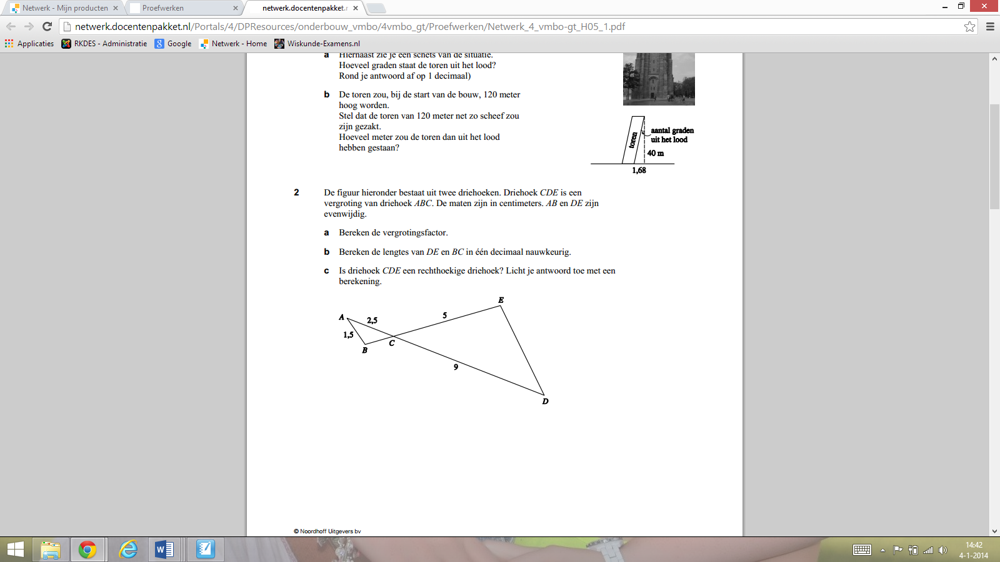 Netwerk - Mijn producten
Proefwerken
netwerk.docentenpakket.r
netwerk.docentenpakket.nl/Portals/4/DPResources/onderbouw_vmbo/4vmbo_gt/Proefwerken/Netwerk_4_vmbo-gt_H05_1.pdf
Applicaties
RKDES - Administratie
Google
Netwerk - Home
Wiskunde-Examens.nl
a Hiernaast zie je een schets van de situatie.
Hoeveel graden staat de toren uit het lood?
Rond je antwoord af op 1 decimaal)
b De toren zou, bij de start van de bouw, 120 meter
hoog worden.
Stel dat de toren van 120 meter net zo scheef zou
zijn gezakt.
Hoeveel meter zou de toren dan uit het lood
hebben gestaan?
toren
aantal graden
uit het lood
40 m
1,68
2 De figuur hieronder bestaat uit twee driehoeken. Driehoek CDE is een
vergroting van driehoek ABC. De maten zijn in centimeters. AB en DE zijn
evenwijdig.
a Bereken de vergrotingsfactor.
b Bereken de lengtes van DE en BC in één decimaal nauwkeurig.
c Is driehoek CDE een rechthoekige driehoek? Licht je antwoord toe met een
berekening.
E
A
2,5
5
1,5
B
C
9
D
© Noordhoff Uitgevers bv
14:42
4-1-2014